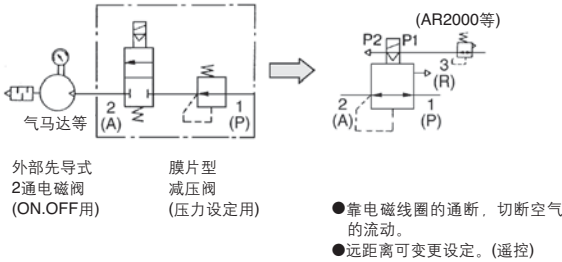 (AR2000等)
P2 P1
3
(R)
2
(A)
1
(P)
气马达等
2
(A)
1
(P)
外部先导式
2通电磁阀
(ON.OFF用)
膜片型
减压阀
(压力设定用)
●靠电磁线圈的通断，切断空气
的流动。
●远距离可变更设定。(遥控)